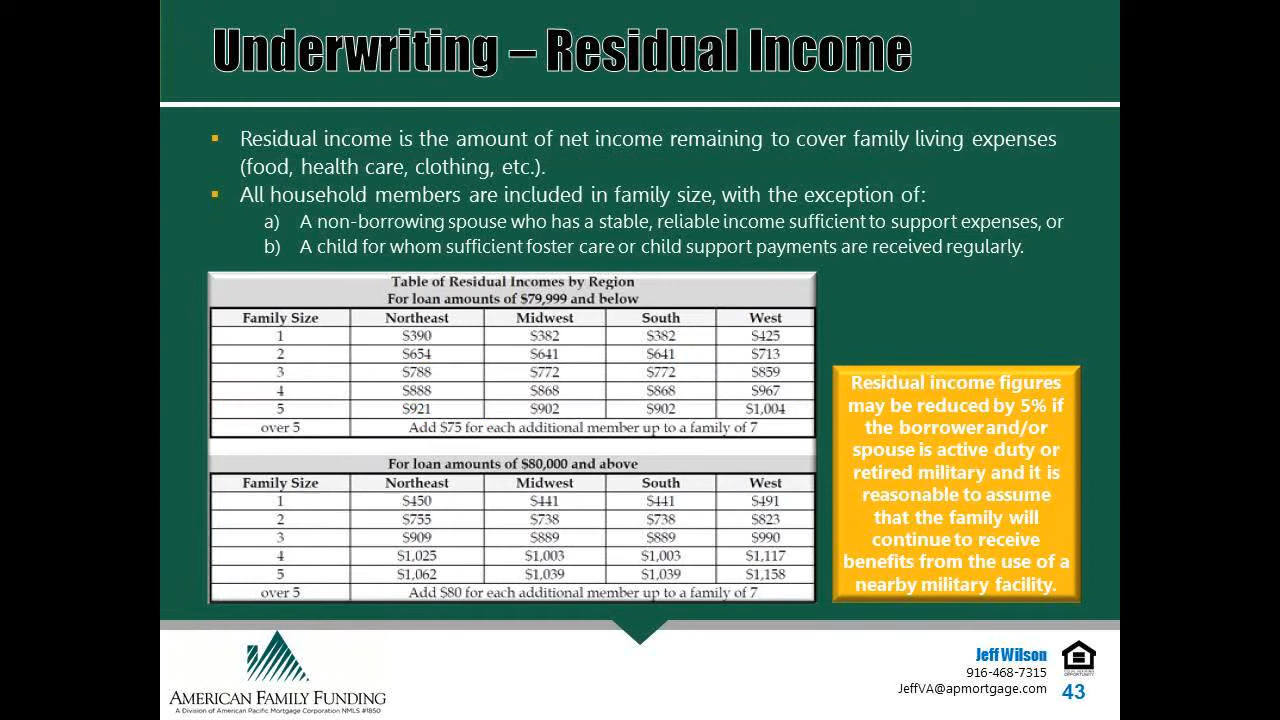 Underwriting – Residual Income
▪ Residual income is the amount of net income remaining to cover family living expenses
(food, health care, clothing, etc.).
▪ All household members are included in family size, with the exception of:
a) A non-borrowing spouse who has a stable, reliable income sufficient to support expenses, or
b) A child for whom sufficient foster care or child support payments are received regularly.
Table of Residual Incomes by Region
For loan amounts of $79,999 and below
Family Size Northeast Midwest South West
1 $390 $382 $382 $425
2 $654 $641 $641 $713
3 $788 $772 $772 $859
4 $888 $868 $868 $967
5 $921 $902 $902 $1,004
over 5 Add $75 for each additional member up to a family of 7
For loan amounts of $80,000 and above
Family Size Northeast Midwest South West
1 $450 $441 $441 $491
2 $755 $738 $738 $823
3 $909 $889 $889 $990
4 $1,025 $1,003 $1,003 $1,117
5 $1,062 $1,039 $1,039 $1,158
over 5 Add $80 for each additional member up to a family of 7
Residual income figures
may be reduced by 5% if
the borrower and/or
spouse is active duty or
retired military and it is
reasonable to assume
that the family will
continue to receive
benefits from the use of a
nearby military facility.
AMERICAN FAMILY FUNDING
A Division of American Pacific Mortgage Corporation NMLS #1850
Jeff Wilson
916-468-7315
JeffVA@apmortgage.com
EQUAL HOUSING
OPPORTUNITY
43